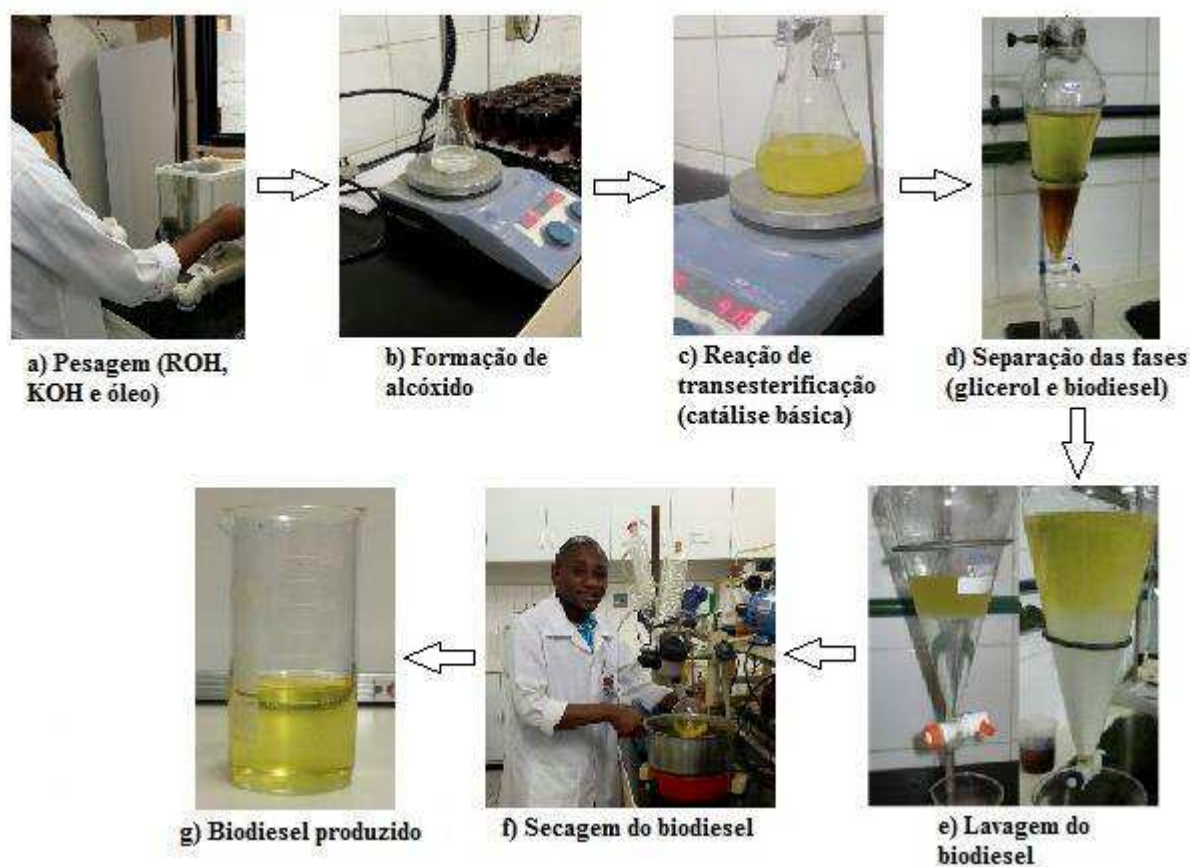 a) Pesagem (ROH,
KOH e óleo)
b) Formação de
alcóxido
c) Reação de
transesterificação
(catálise básica)
d) Separação das fases
(glicerol e biodiesel)
e) Lavagem do
biodiesel
f) Secagem do biodiesel
g) Biodiesel produzido